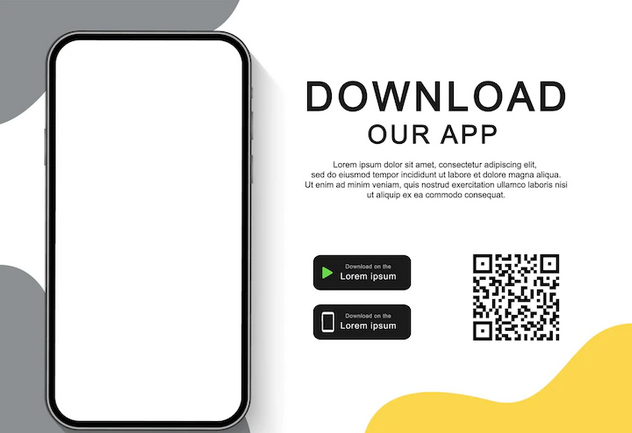 DOWNLOAD
OUR APP
Lorem ipsum dolor sit amet, consectetur adipiscing elit,
sed do eiusmod tempor incididunt ut labore et dolore magna aliqua.
Ut enim ad minim veniam, quis nostrud exercitation ullamco laboris nisi
ut aliquip ex ea commodo consequat.
Download on the
Lorem ipsum
Download on the
Lorem ipsum